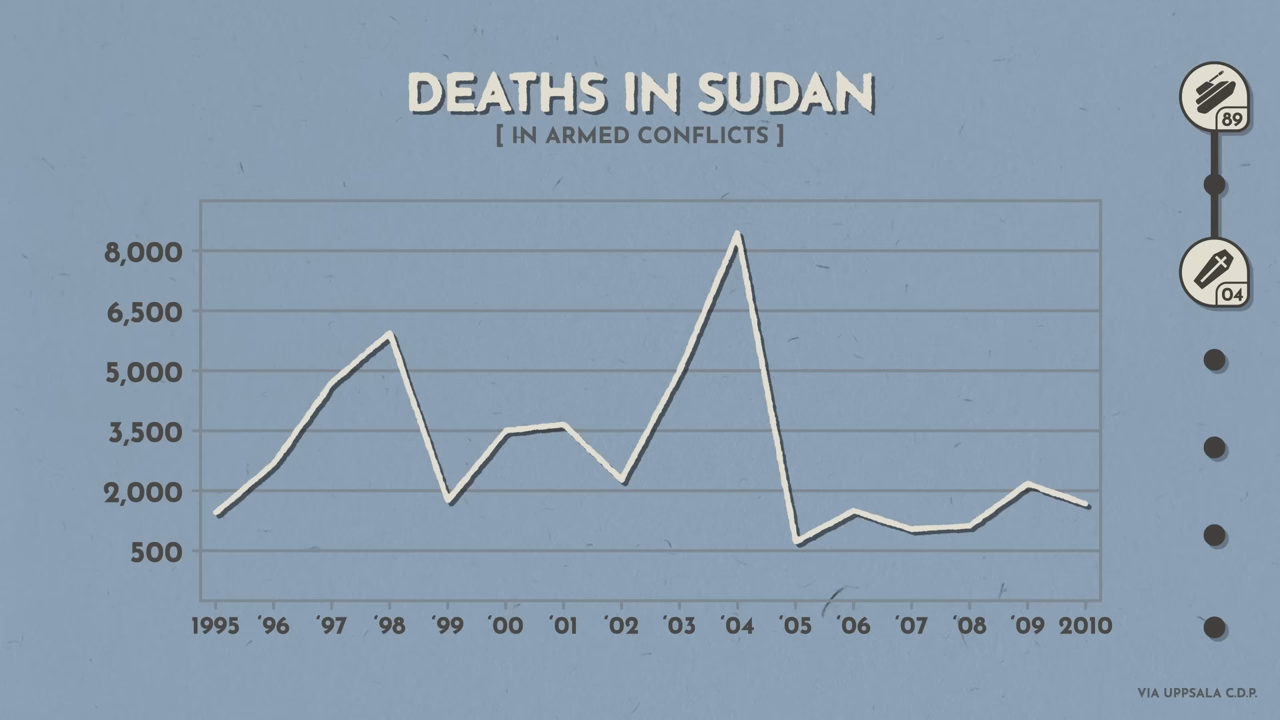 DEATHS IN SUDAN
[ IN ARMED CONFLICTS ]
89
04
8,000
6,500
5,000
3,500
2,000
500
1995 '96 '97 '98 '99 '00 '01 '02 '03 '04 '05 '06 '07 '08 '09 2010
VIA UPPSALA C.D.P.